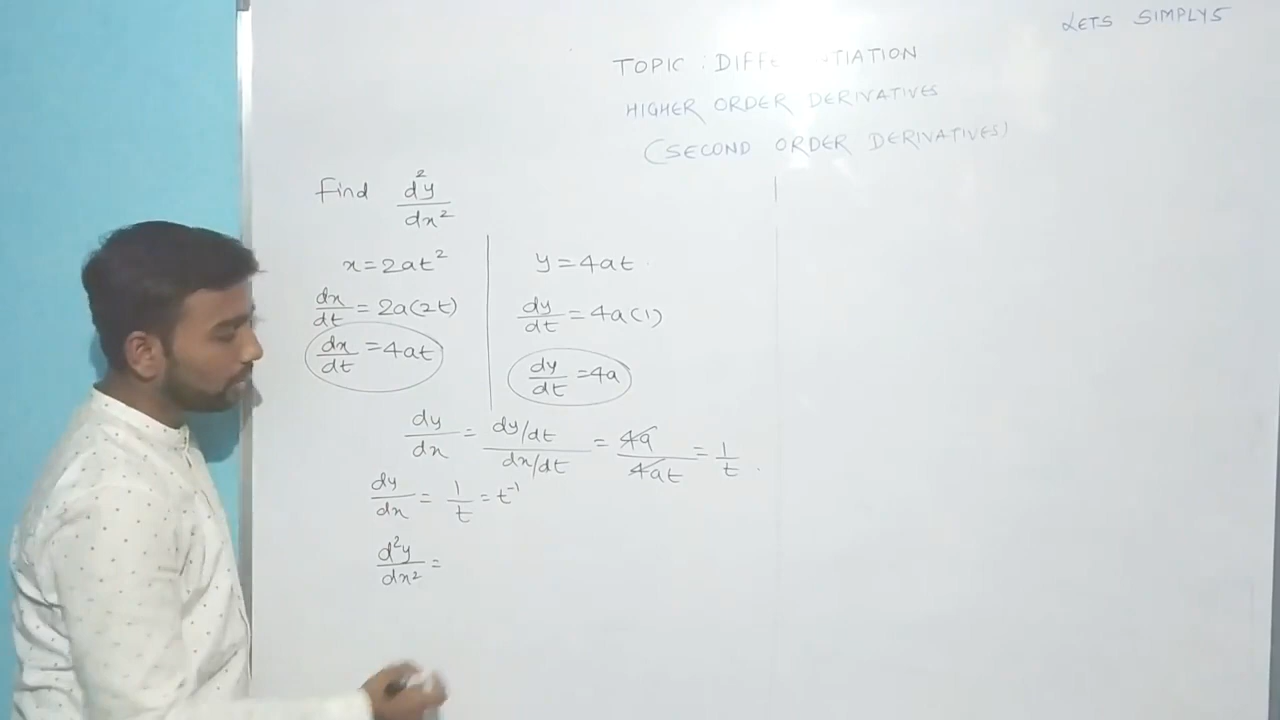 LETS SIMPLY5
TOPIC : DIFFE TIATION
HIGHER ORDER DERIVATIVES
(SECOND ORDER DERIVATIVES)
Find d²y/dx²
x=2at²
y=4at
dx/dt=2a(2t)
dy/dt=4a(1)
dx/dt=4at
dy/dt=4a
dy/dx = dy/dt / dx/dt = 4a/4at = 1/t
dy/dx = 1/t = t⁻¹
d²y/dx² =